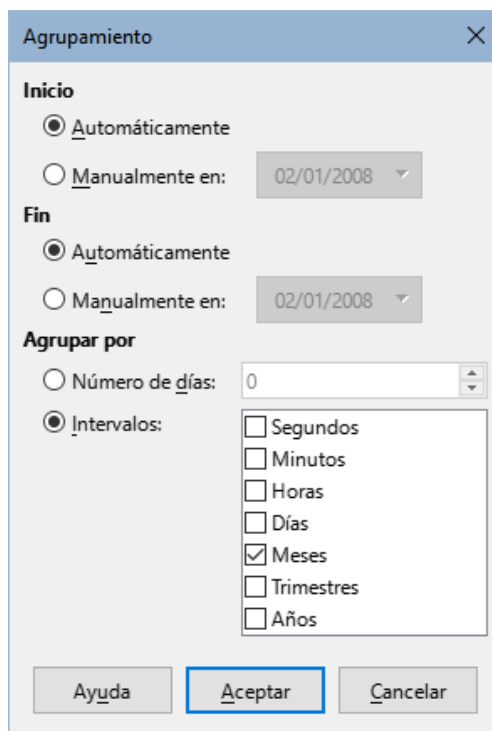 Agrupamiento
Inicio
Automáticamente
Manualmente en: 02/01/2008
Fin
Automáticamente
Manualmente en: 02/01/2008
Agrupar por
Número de días: 0
Intervalos: Segundos
Minutos
Horas
Días
Meses
Trimestres
Años
Ayuda Aceptar Cancelar